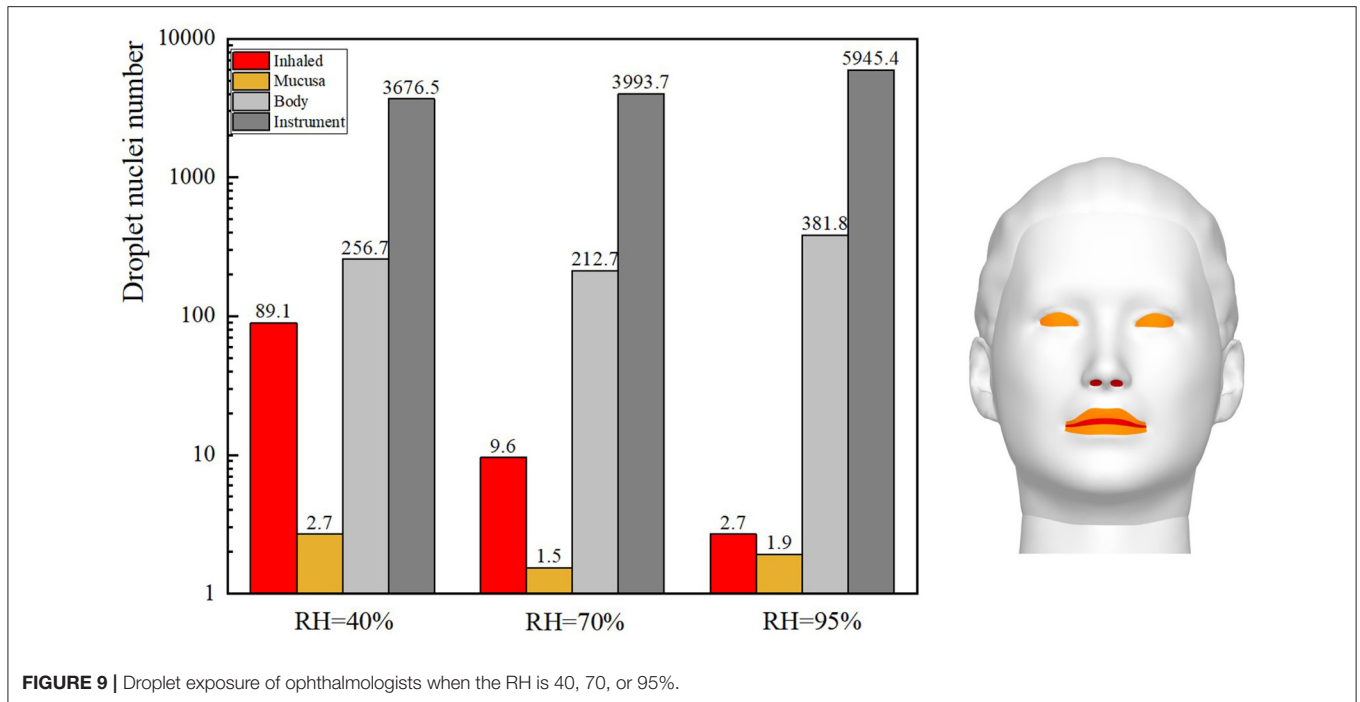 10000
1000
100
10
1
Droplet nuclei number
Inhaled
Mucusa
Body
Instrument
89.1
2.7
256.7
3676.5
9.6
1.5
212.7
3993.7
2.7
1.9
381.8
5945.4
RH=40%
RH=70%
RH=95%
FIGURE 9 | Droplet exposure of ophthalmologists when the RH is 40, 70, or 95%.